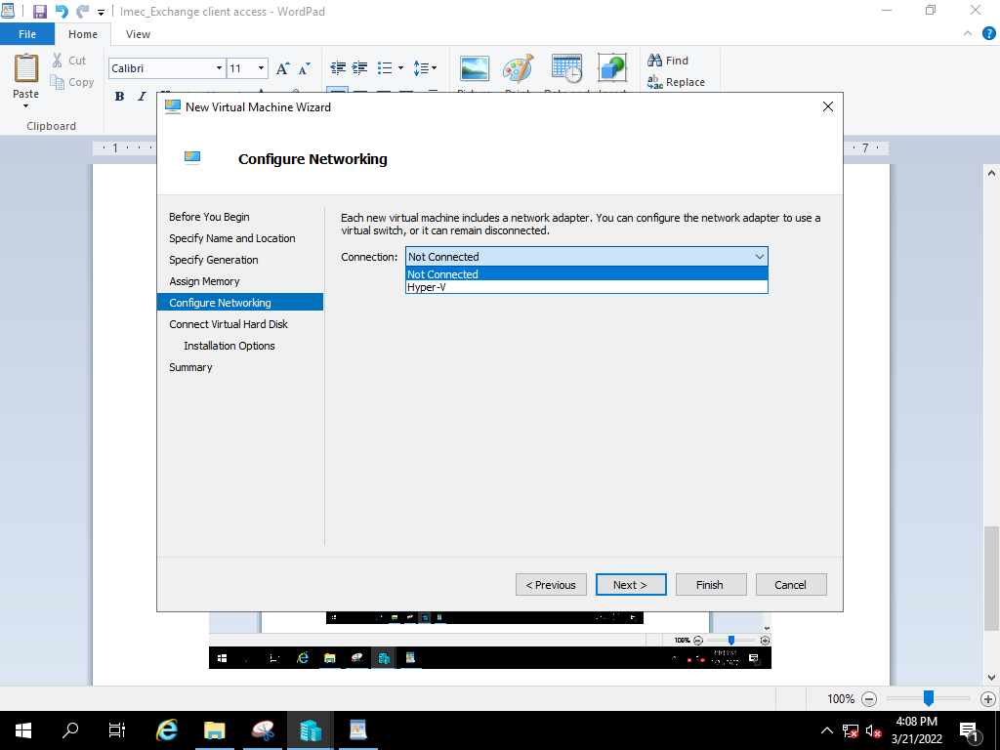 Imec_Exchange client access - WordPad
File
Home
View
Paste
Cut
Copy
Clipboard
Calibri
11
A
A
B
I
Find
Replace
1
7
New Virtual Machine Wizard
Configure Networking
Before You Begin
Specify Name and Location
Specify Generation
Assign Memory
Configure Networking
Connect Virtual Hard Disk
Installation Options
Summary
Each new virtual machine includes a network adapter. You can configure the network adapter to use a
virtual switch, or it can remain disconnected.
Connection:
Not Connected
Not Connected
Hyper-V
< Previous
Next >
Finish
Cancel
100%
100%
4:08 PM
3/21/2022
1